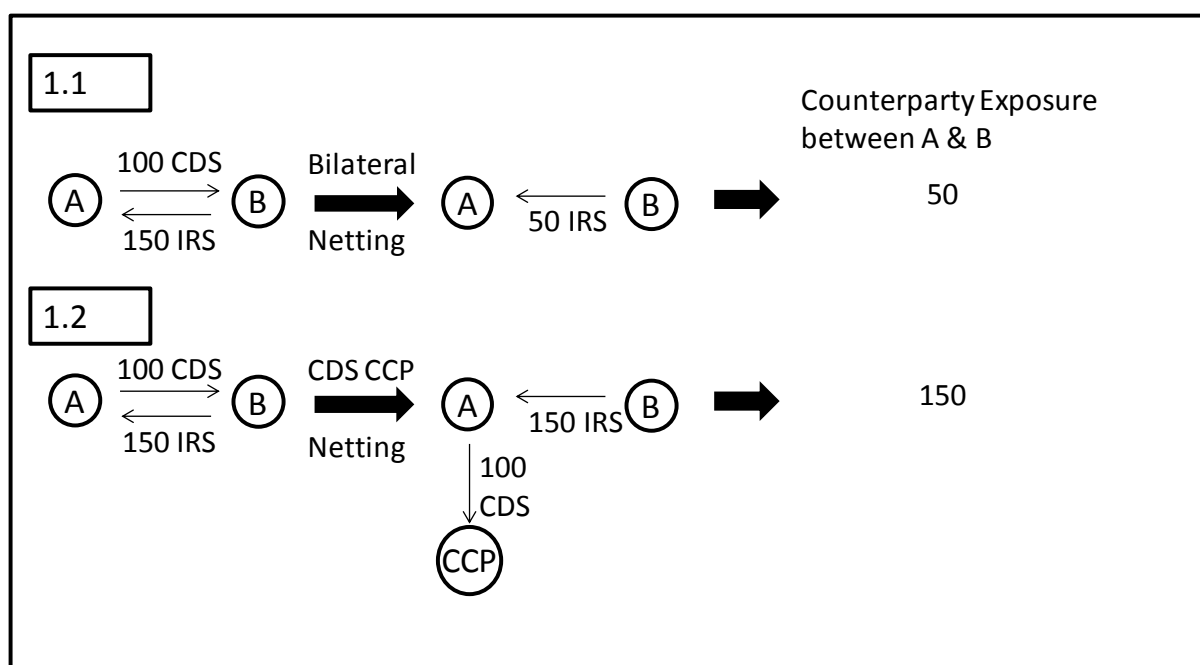 1.1
Counterparty Exposure
between A & B
100 CDS
Bilateral
A
B
A
B
50
150 IRS
Netting
50 IRS
1.2
100 CDS
CDS CCP
A
B
A
B
150
150 IRS
Netting
150 IRS
100
CDS
CCP